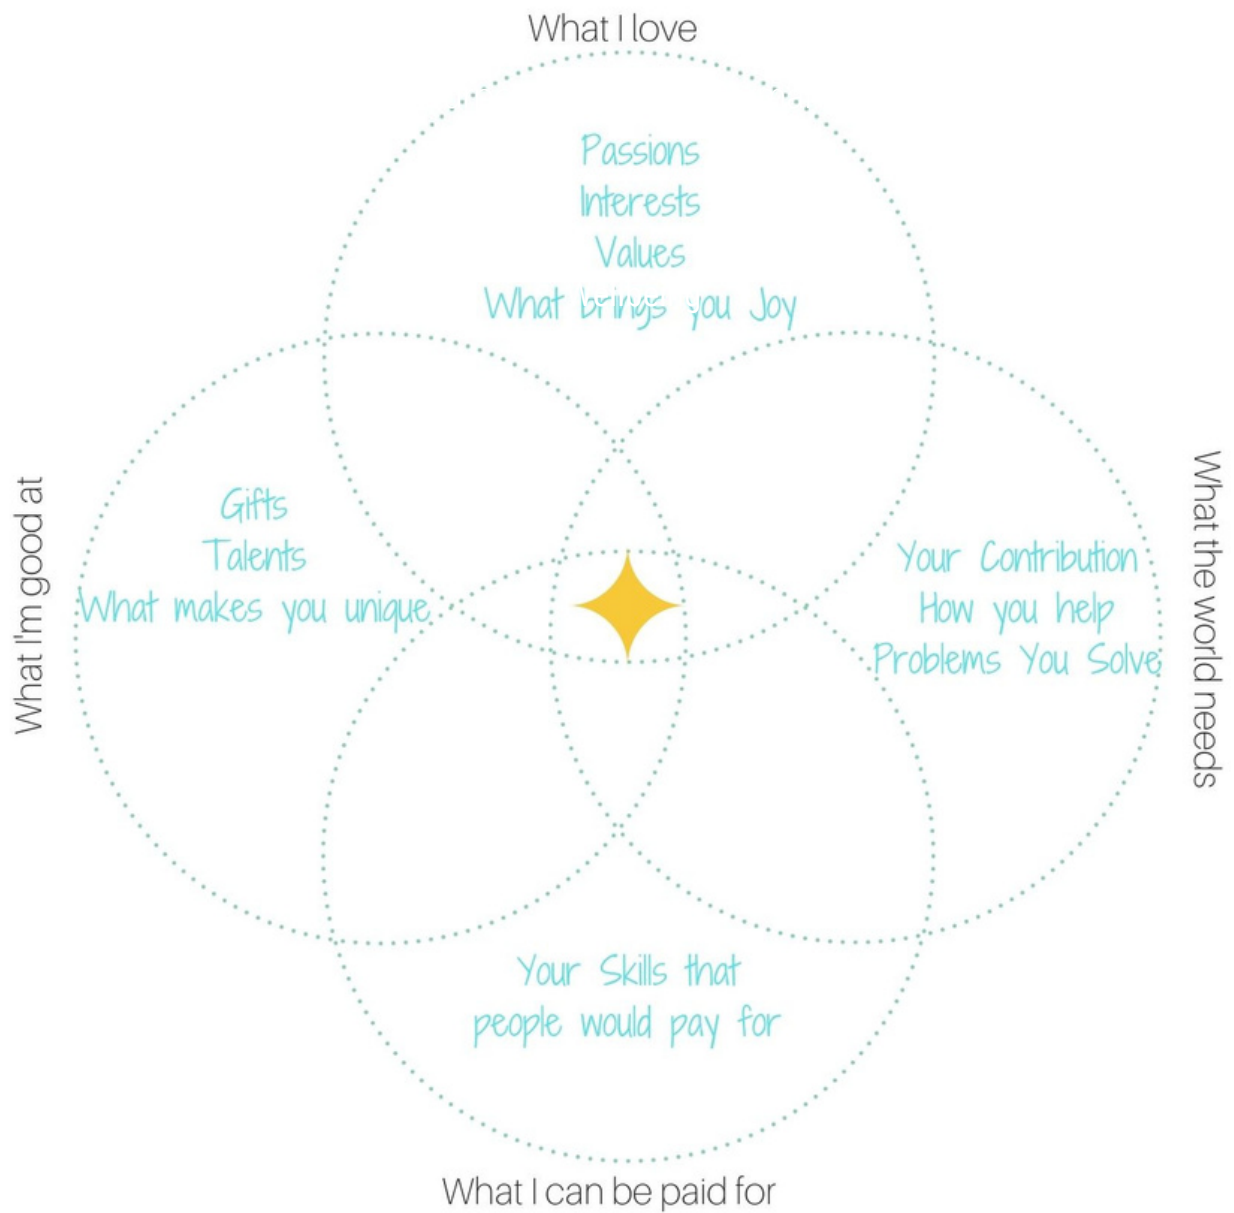 What I love
Passions
Interests
Values
What brings you Joy
What I'm good at
Gifts
Talents
What makes you unique
What the world needs
Your Contribution
How you help
Problems You Solve
Your Skills that
people would pay for
What I can be paid for